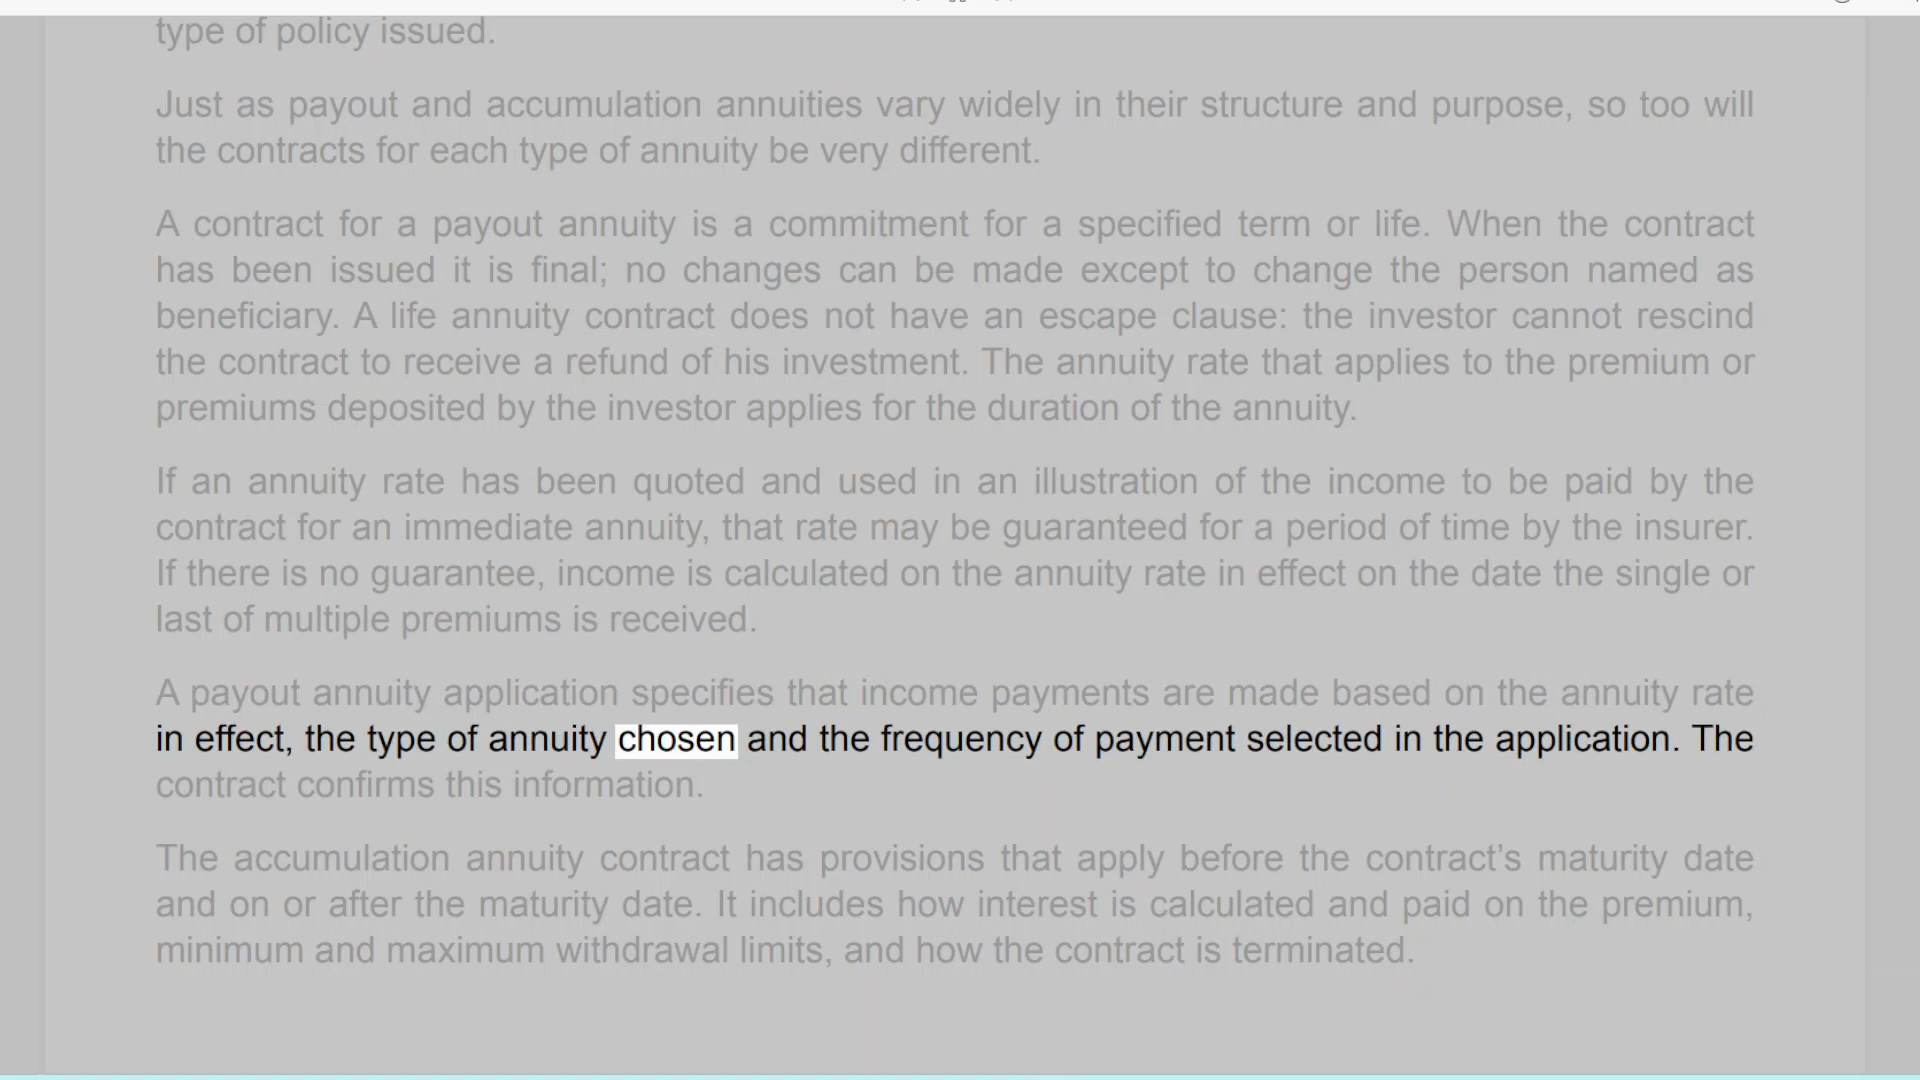 type of policy issued.
Just as payout and accumulation annuities vary widely in their structure and purpose, so too will
the contracts for each type of annuity be very different.
A contract for a payout annuity is a commitment for a specified term or life. When the contract
has been issued it is final; no changes can be made except to change the person named as
beneficiary. A life annuity contract does not have an escape clause: the investor cannot rescind
the contract to receive a refund of his investment. The annuity rate that applies to the premium or
premiums deposited by the investor applies for the duration of the annuity.
If an annuity rate has been quoted and used in an illustration of the income to be paid by the
contract for an immediate annuity, that rate may be guaranteed for a period of time by the insurer.
If there is no guarantee, income is calculated on the annuity rate in effect on the date the single or
last of multiple premiums is received.
A payout annuity application specifies that income payments are made based on the annuity rate
in effect, the type of annuity chosen and the frequency of payment selected in the application. The
contract confirms this information.
The accumulation annuity contract has provisions that apply before the contract’s maturity date
and on or after the maturity date. It includes how interest is calculated and paid on the premium,
minimum and maximum withdrawal limits, and how the contract is terminated.